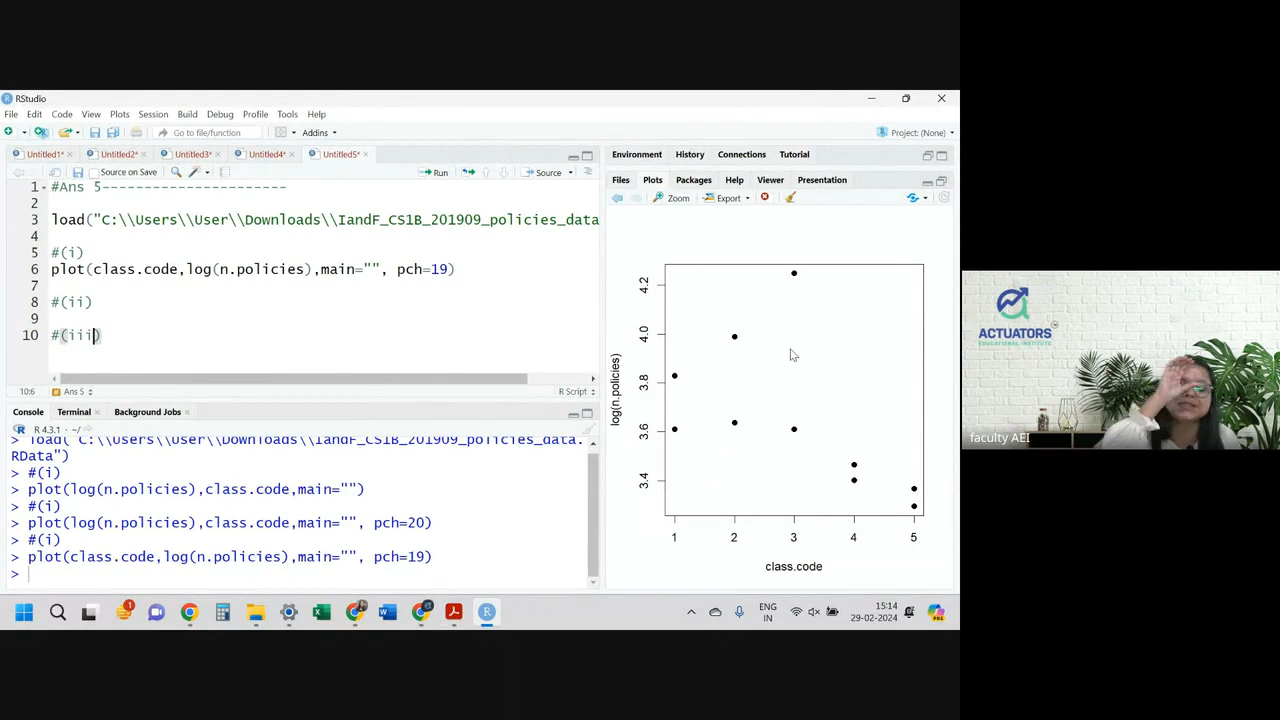 RStudio
File Edit Code View Plots Session Build Debug Profile Tools Help
Go to file/function Addins Project: (None)
Untitled1* Untitled2* Untitled3* Untitled4* Untitled5*
Source on Save Run Source
1 #Ans 5----------------------
2
3 load("C:\\Users\\User\\Downloads\\IandF_CS1B_201909_policies_data
4
5 #(i)
6 plot(class.code,log(n.policies),main="", pch=19)
7
8 #(ii)
9
10 #(iii)
10:6 Ans 5 R Script
Console Terminal Background Jobs
R 4.3.1 · ~/
> load("C:\\Users\\User\\Downloads\\IandF_CS1B_201909_policies_data.
RData")
> #(i)
> plot(log(n.policies),class.code,main="")
> #(i)
> plot(log(n.policies),class.code,main="", pch=20)
> #(i)
> plot(class.code,log(n.policies),main="", pch=19)
>
Environment History Connections Tutorial
Files Plots Packages Help Viewer Presentation
Zoom Export
log(n.policies)
4.2
4.0
3.8
3.6
3.4
1 2 3 4 5
class.code
ACTUATORS
EDUCATIONAL INSTITUTE
faculty AEI
ENG
IN
15:14
29-02-2024